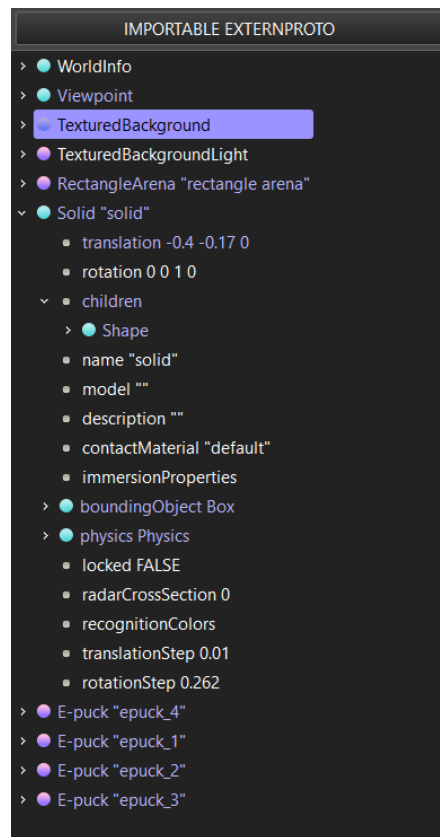 IMPORTABLE EXTERNPROTO
WorldInfo
Viewpoint
TexturedBackground
TexturedBackgroundLight
RectangleArena "rectangle arena"
Solid "solid"
translation -0.4 -0.17 0
rotation 0 0 1 0
children
Shape
name "solid"
model ""
description ""
contactMaterial "default"
immersionProperties
boundingObject Box
physics Physics
locked FALSE
radarCrossSection 0
recognitionColors
translationStep 0.01
rotationStep 0.262
E-puck "epuck_4"
E-puck "epuck_1"
E-puck "epuck_2"
E-puck "epuck_3"